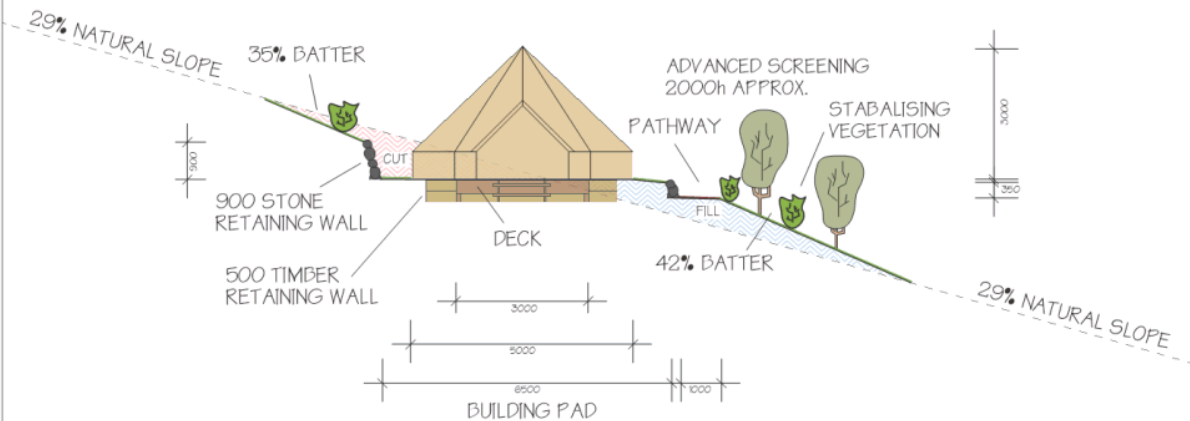 29% NATURAL SLOPE
35% BATTER
ADVANCED SCREENING
2000h APPROX.
STABALISING
VEGETATION
PATHWAY
3000
900
CUT
350
900 STONE
RETAINING WALL
FILL
DECK
42% BATTER
500 TIMBER
RETAINING WALL
29% NATURAL SLOPE
3000
5000
6500
1000
BUILDING PAD